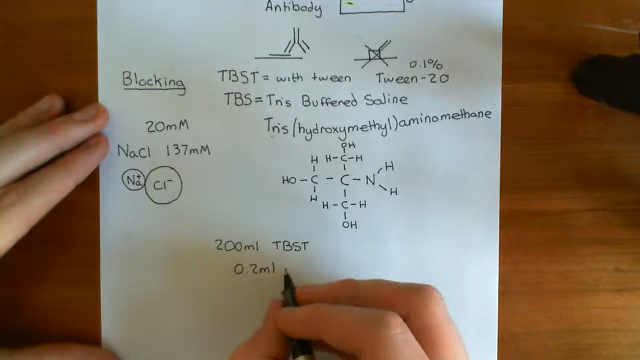 Antibody
0.1%
Blocking
TBST = with tween Tween-20
TBS = Tris Buffered Saline
20mM
Tris(hydroxymethyl)aminomethane
NaCl 137mM
Na+ Cl-
OH
H H-C-H H
HO-C-C-N
H H-C-H H
OH
200ml TBST
0.2ml